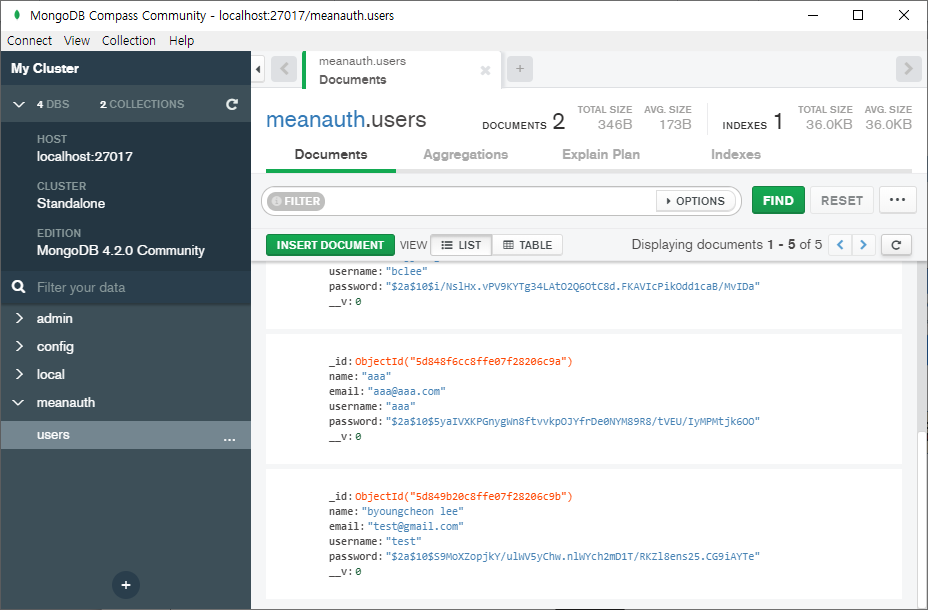 MongoDB Compass Community - localhost:27017/meanauth.users
Connect View Collection Help
My Cluster
4 DBS 2 COLLECTIONS
HOST
localhost:27017
CLUSTER
Standalone
EDITION
MongoDB 4.2.0 Community
Filter your data
admin
config
local
meanauth
users ...
meanauth.users
Documents
meanauth.users
DOCUMENTS 2 TOTAL SIZE 346B AVG. SIZE 173B
INDEXES 1 TOTAL SIZE 36.0KB AVG. SIZE 36.0KB
Documents Aggregations Explain Plan Indexes
FILTER OPTIONS FIND RESET ...
INSERT DOCUMENT VIEW LIST TABLE Displaying documents 1 - 5 of 5
username: "bclee"
password: "$2a$10$i/NslHx.vPV9KYTg34LAtO2Q6OtC8d.FKAVIcPikOdd1caB/MvIDa"
__v: 0
_id: ObjectId("5d848f6cc8ffe07f28206c9a")
name: "aaa"
email: "aaa@aaa.com"
username: "aaa"
password: "$2a$10$5yaIVXKPGnygWn8ftvvkpOJYfrDe0NYM89R8/tVEU/IyMPMtjk6OO"
__v: 0
_id: ObjectId("5d849b20c8ffe07f28206c9b")
name: "byoungcheon lee"
email: "test@gmail.com"
username: "test"
password: "$2a$10$S9MoXZopjkY/ulWV5yChw.nlWYch2mD1T/RKZl8ens25.CG9iAYTe"
__v: 0